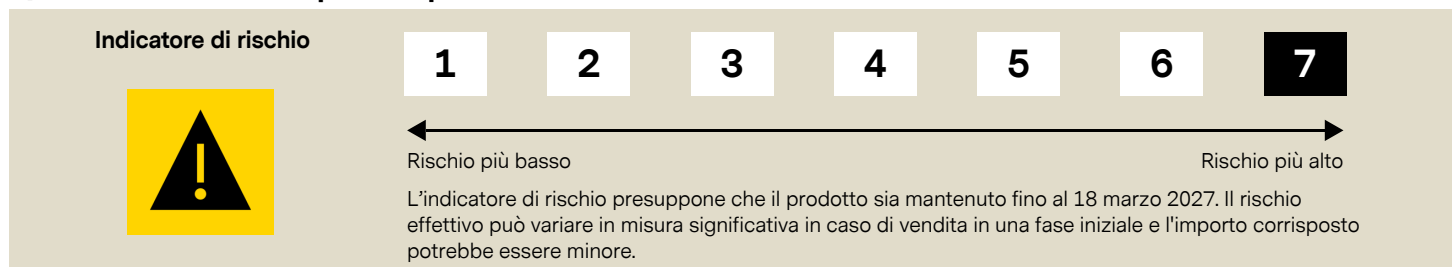 Indicatore di rischio
1 2 3 4 5 6 7
Rischio più basso Rischio più alto
L'indicatore di rischio presuppone che il prodotto sia mantenuto fino al 18 marzo 2027. Il rischio
effettivo può variare in misura significativa in caso di vendita in una fase iniziale e l'importo corrisposto
potrebbe essere minore.